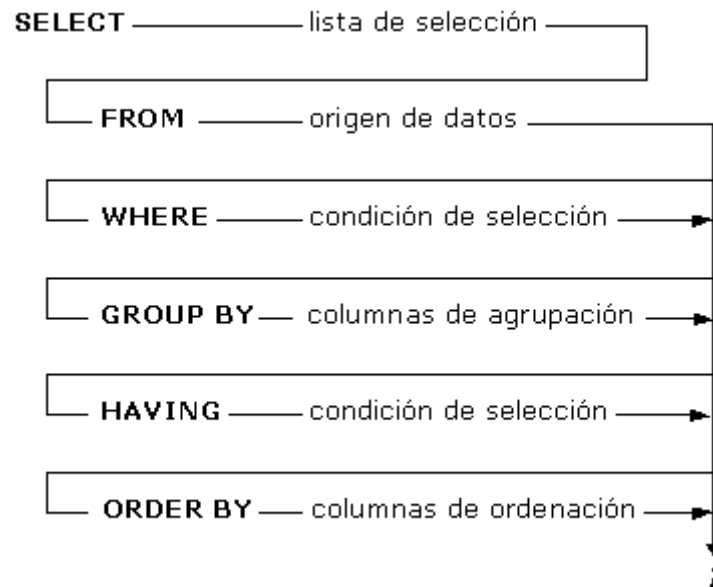 SELECT lista de selección
FROM origen de datos
WHERE condición de selección
GROUP BY columnas de agrupación
HAVING condición de selección
ORDER BY columnas de ordenación